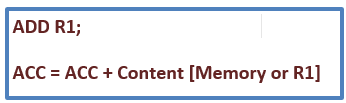 ADD R1;
ACC = ACC + Content [Memory or R1]